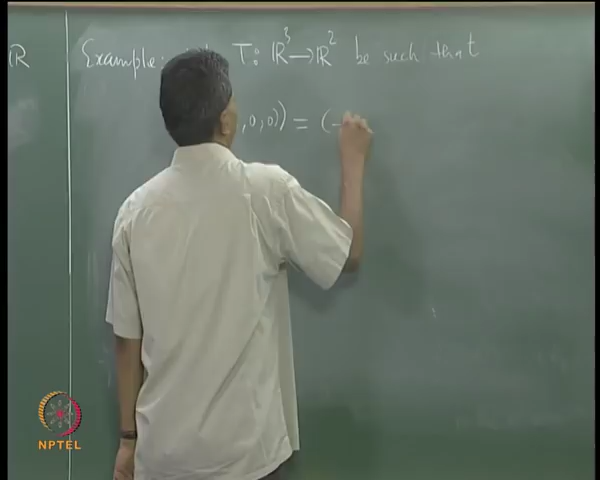 ℝ
Example: T: ℝ³→ℝ² be such that
,0,0)) = (-
NPTEL